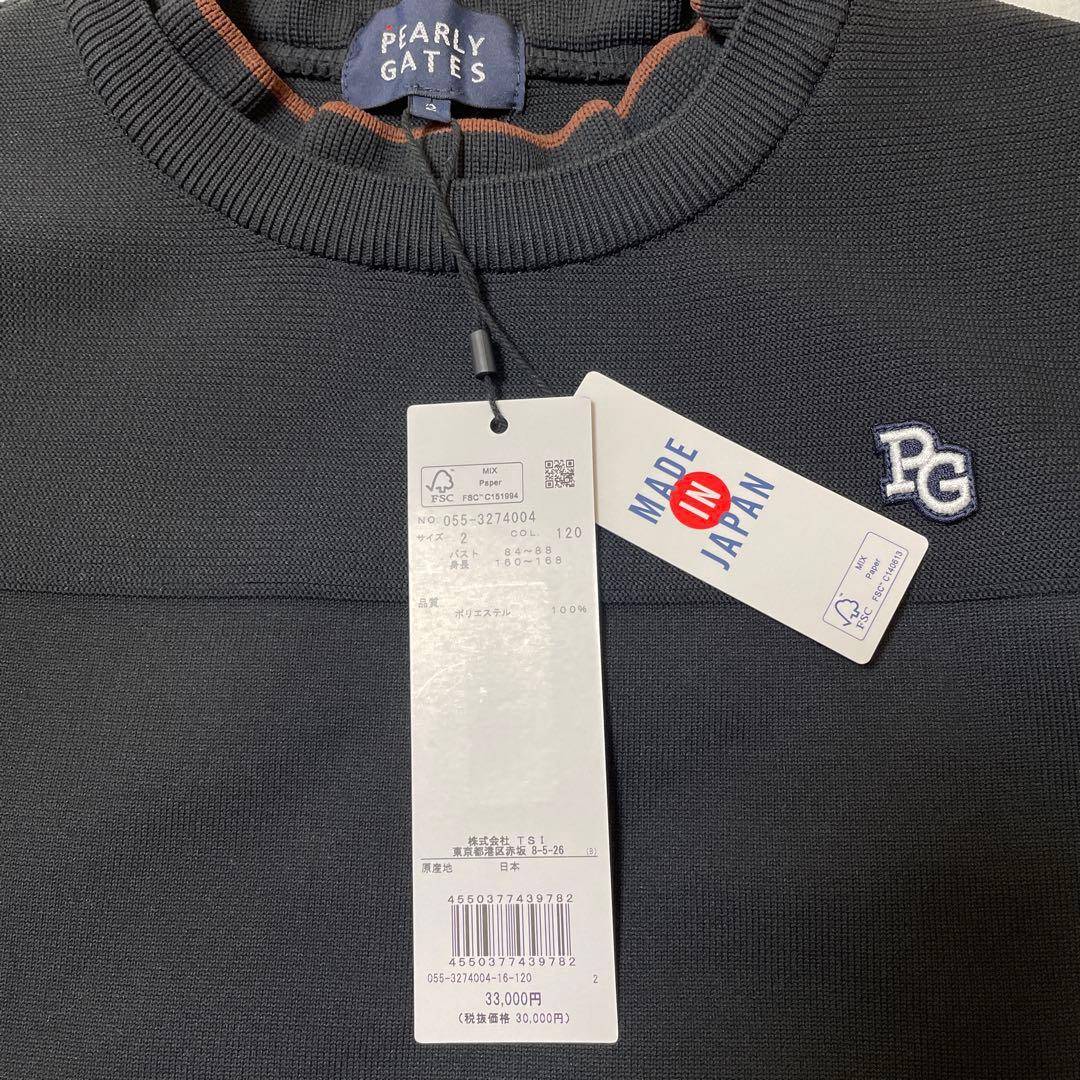 PEARLY
GATES
2
MIX
Paper
FSC™ C151994
FSC
NO. 055-3274004
サイズ 2 COL. 120
バスト 84~88
身長 160~168
品質
ポリエステル 100%
株式会社 TSI
東京都港区赤坂 8-5-26 (B)
原産地 日本
4550377439782
4550377439782
055-3274004-16-120 2
33,000円
(税抜価格 30,000円)
MADE
IN
JAPAN
MIX
Paper
FSC™ C140613
FSC
PG